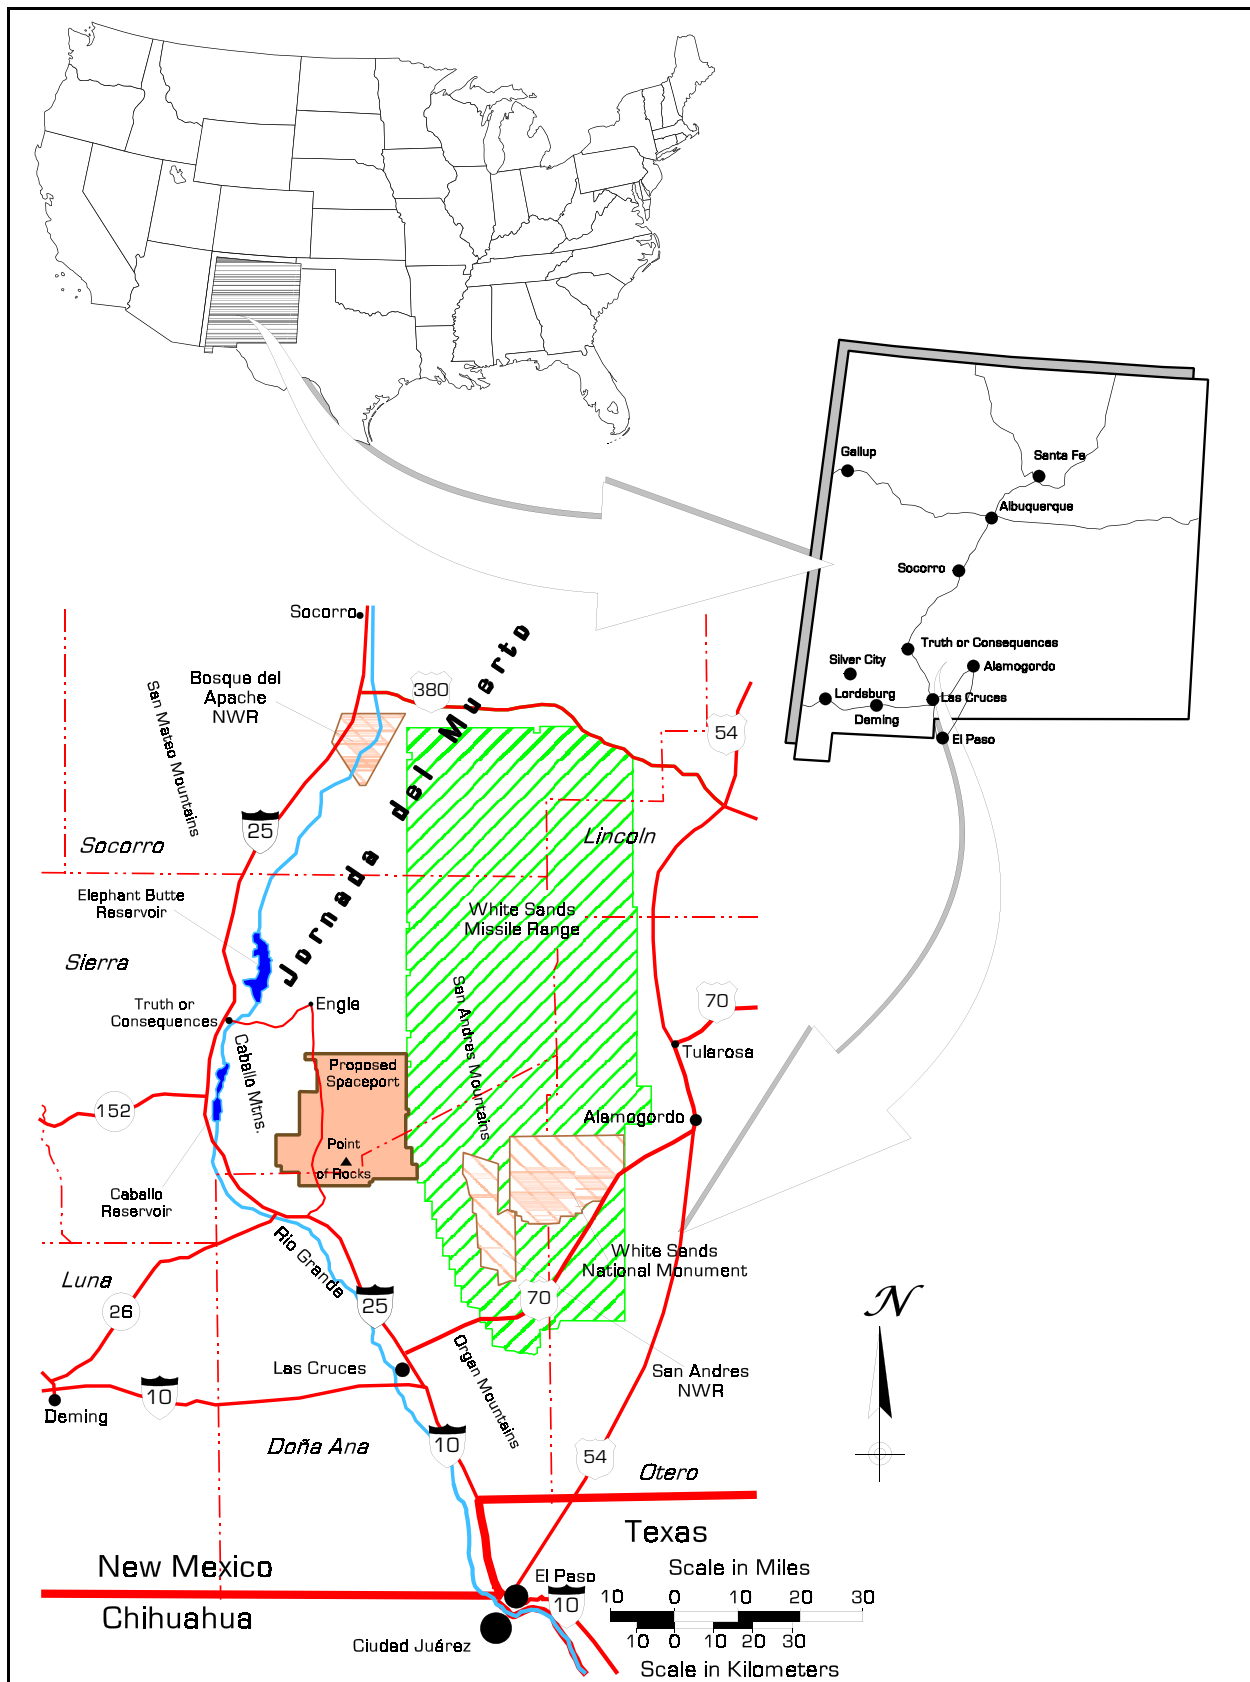 Gallup
Santa Fe
Albuquerque
Socorro
Truth or Consequences
Silver City
Alamogordo
Lordsburg
Las Cruces
Deming
El Paso
Socorro
Jornada del Muerto
Bosque del
Apache
NWR
380
San Mateo Mountains
54
25
Lincoln
Socorro
Elephant Butte
Reservoir
White Sands
Missile Range
Sierra
San Andres Mountains
Truth or
Consequences
Engle
70
Caballo Mtns.
Tularosa
Proposed
Spaceport
152
Alamogordo
Point
of Rocks
Caballo
Reservoir
Rio Grande
White Sands
National Monument
Luna
26
25
70
Organ Mountains
N
Las Cruces
San Andres
NWR
10
Deming
Doña Ana
10
54
Otero
Texas
New Mexico
Scale in Miles
El Paso
10
10 0 10 20 30
Chihuahua
Ciudad Juárez
10 0 10 20 30
Scale in Kilometers